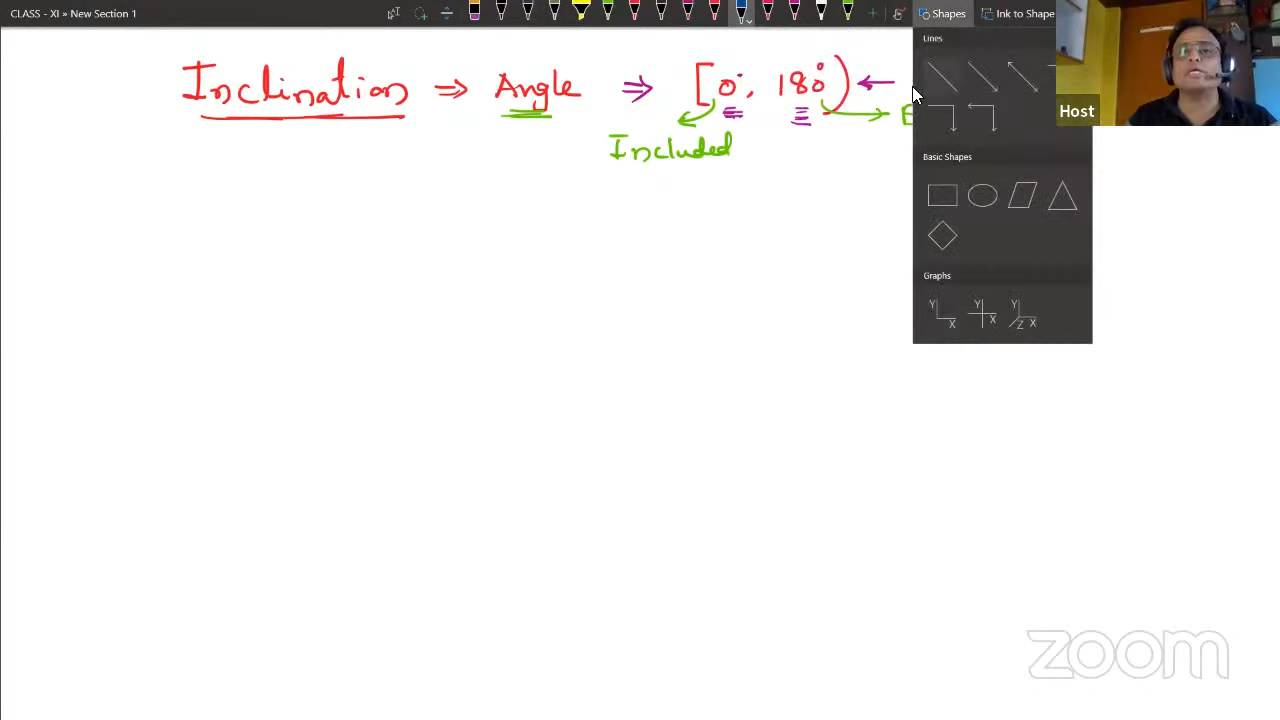 CLASS - XI » New Section 1
Shapes
Ink to Shape
Lines
Inclination ⇒ Angle ⇒ [0°, 180°) ←
Host
Included
Basic Shapes
Graphs
Y X Y X Y Z X
zoom